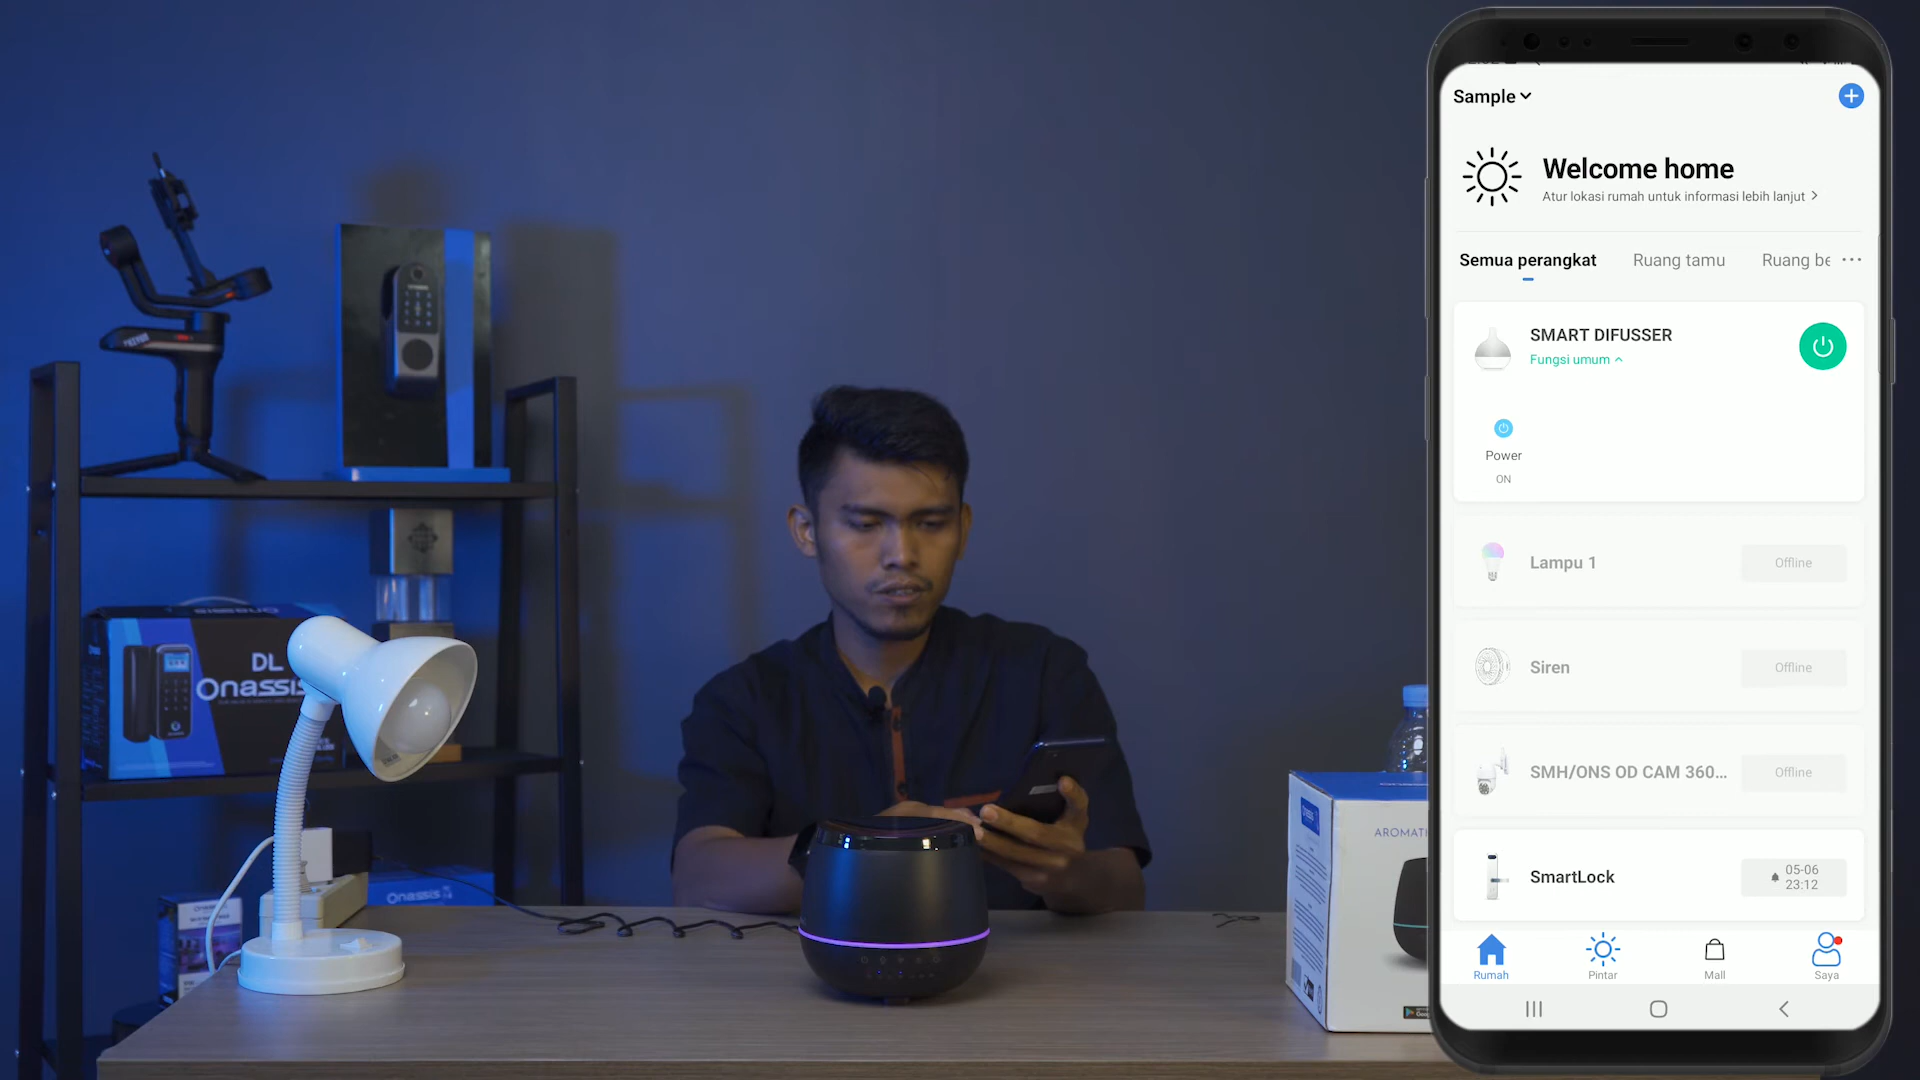 Sample
Welcome home
Atur lokasi rumah untuk informasi lebih lanjut >
Semua perangkat
Ruang tamu
Ruang be
SMART DIFUSSER
Fungsi umum
Power
ON
Lampu 1
Offline
Siren
Offline
SMH/ONS OD CAM 360...
Offline
SmartLock
05-06
23:12
Rumah
Pintar
Mall
Saya
DL
Onassis
Onassis
AROMATI